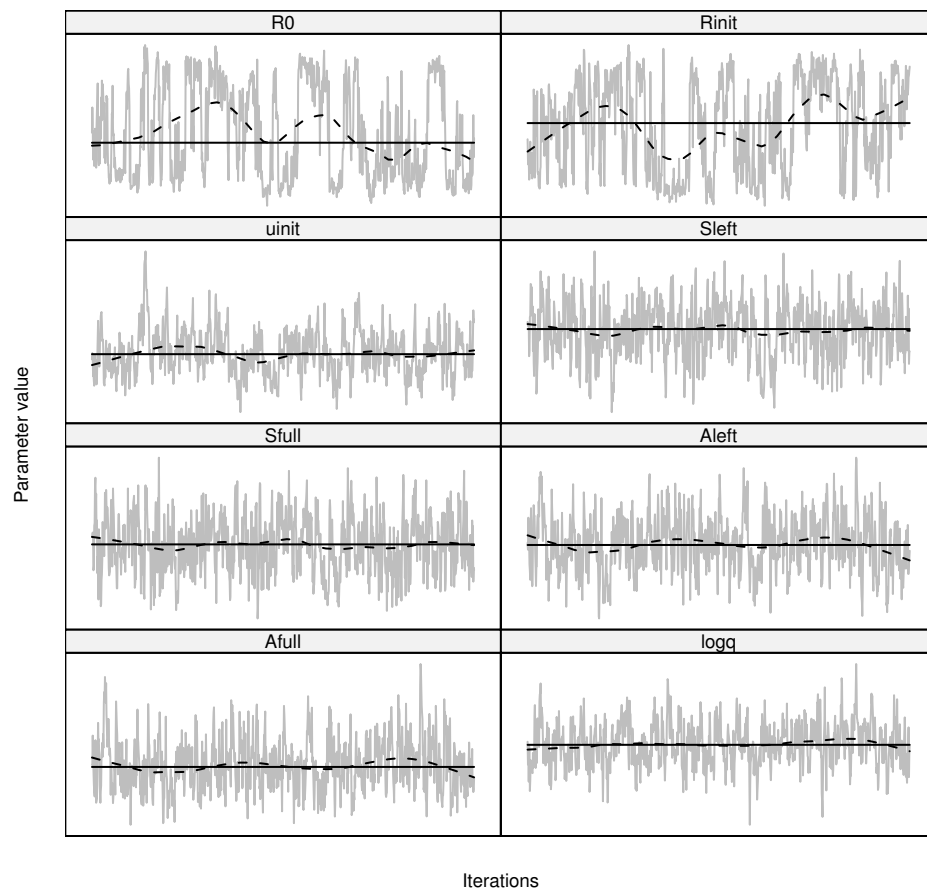 R0
Rinit
uinit
Sleft
Sfull
Aleft
Afull
logq
Parameter value
Iterations